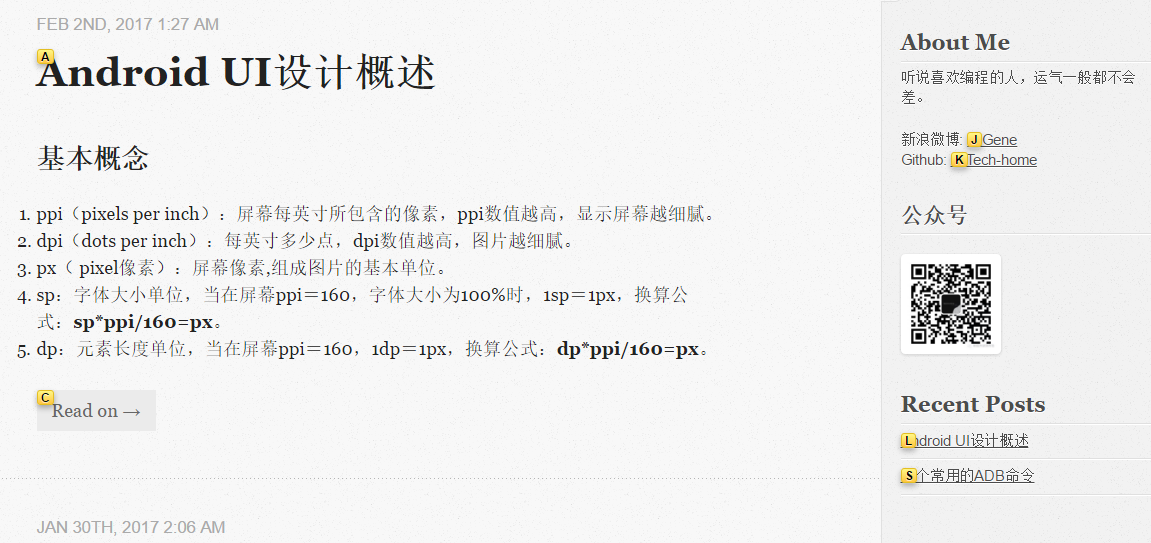 FEB 2ND, 2017 1:27 AM
A
Android UI设计概述
基本概念
1. ppi（pixels per inch）：屏幕每英寸所包含的像素，ppi数值越高，显示屏幕越细腻。
2. dpi（dots per inch）：每英寸多少点，dpi数值越高，图片越细腻。
3. px（ pixel像素）：屏幕像素,组成图片的基本单位。
4. sp：字体大小单位，当在屏幕ppi＝160，字体大小为100%时，1sp＝1px，换算公
式：sp*ppi/160=px。
5. dp：元素长度单位，当在屏幕ppi＝160，1dp＝1px，换算公式：dp*ppi/160=px。
C
Read on →
JAN 30TH, 2017 2:06 AM
About Me
听说喜欢编程的人，运气一般都不会
差。
新浪微博: J Gene
Github: K Tech-home
公众号
Recent Posts
L ndroid UI设计概述
S 个常用的ADB命令